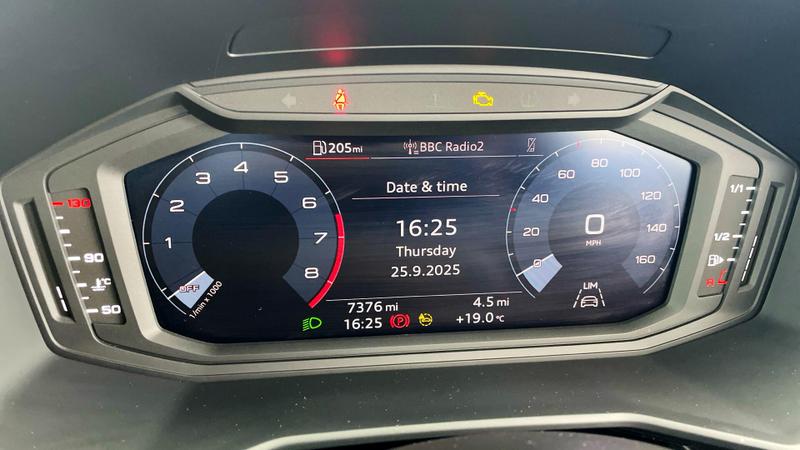 205mi
BBC Radio2
Date & time
16:25
Thursday
25.9.2025
7376 mi
4.5 mi
16:25
+19.0°C
1
2
3
4
5
6
7
8
OFF
1/min x 1000
0
20
40
60
80
100
120
140
160
0
MPH
LIM
130
90
°C
50
1/1
1/2
R
P